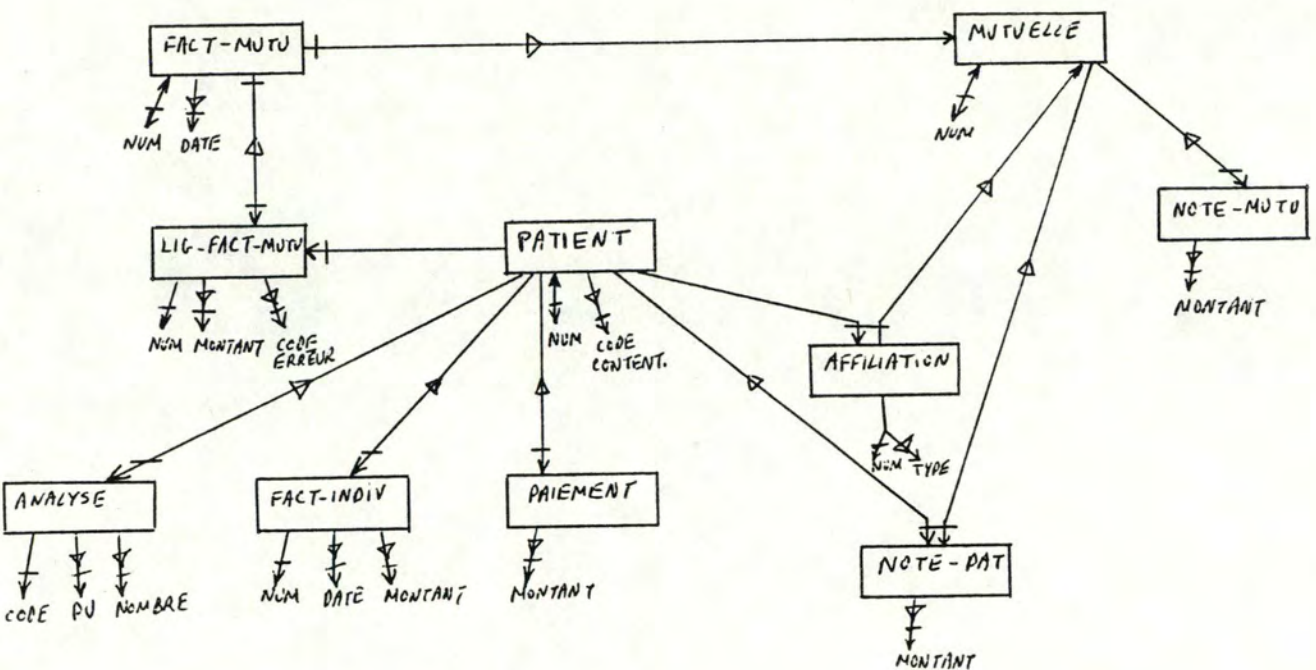 FACT-MUTU
MUTUELLE
NUM DATE
NUM
NOTE-MUTU
LIG-FACT-MUTU
PATIENT
MONTANT
NUM MONTANT CODE
ERREUR
NUM CODE
CONTENT.
AFFILIATION
NUM TYPE
ANALYSE
FACT-INDIV
PAIEMENT
NOTE-PAT
CODE PU NOMBRE
NUM DATE MONTANT
MONTANT
MONTANT